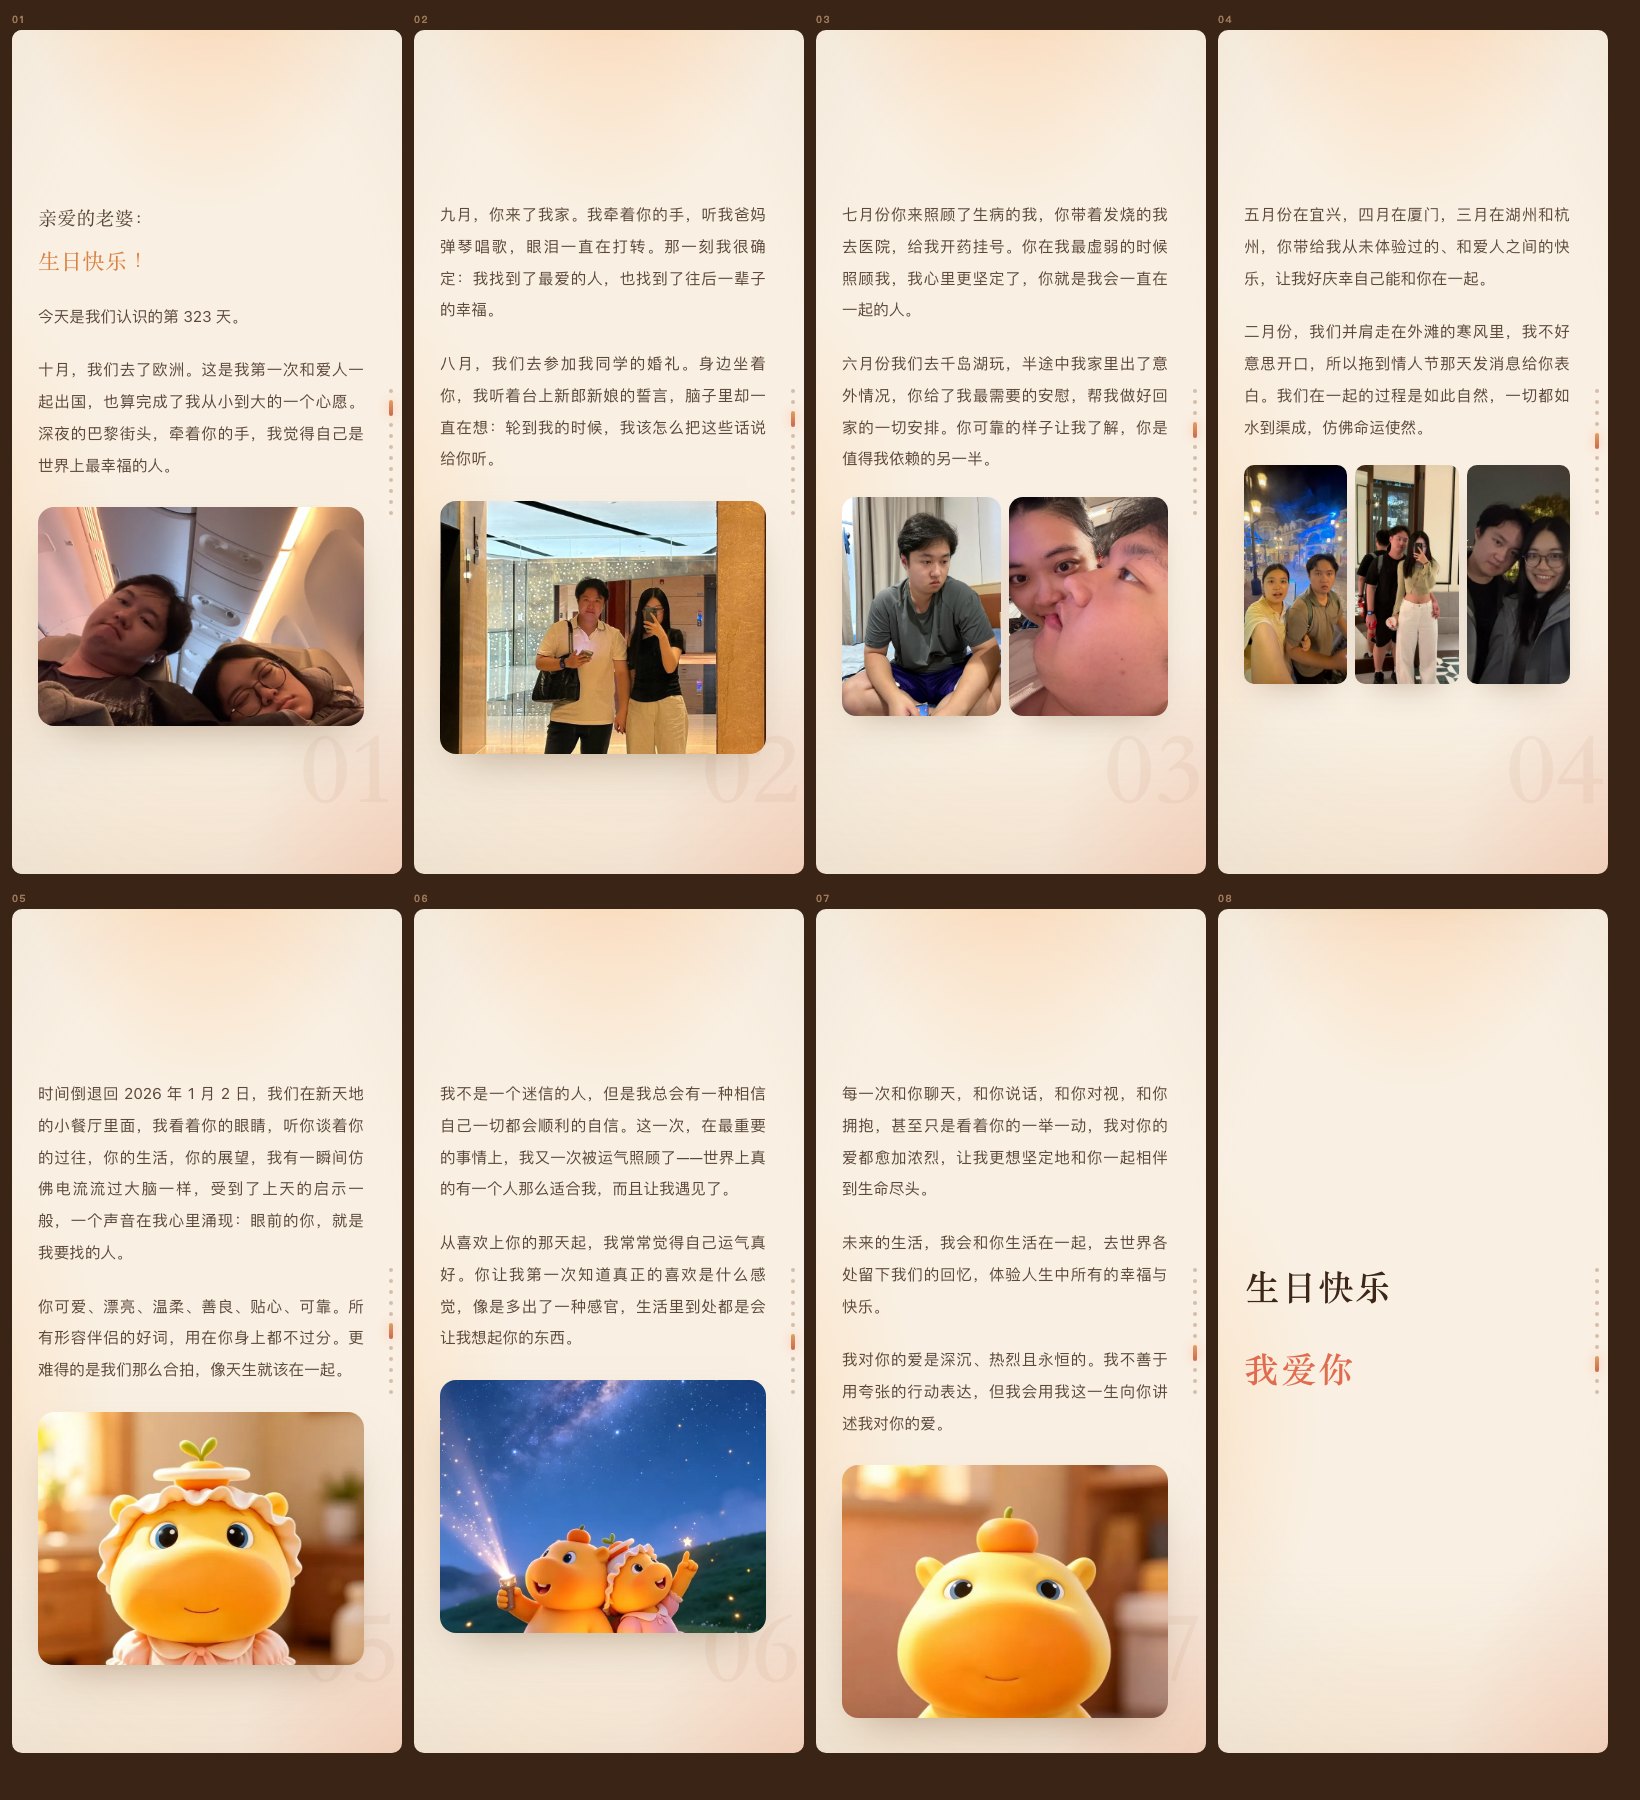 01
亲爱的老婆：
生日快乐！
今天是我们认识的第 323 天。
十月，我们去了欧洲。这是我第一次和爱人一
起出国，也算完成了我从小到大的一个心愿。
深夜的巴黎街头，牵着你的手，我觉得自己是
世界上最幸福的人。
01
02
九月，你来了我家。我牵着你的手，听我爸妈
弹琴唱歌，眼泪一直在打转。那一刻我很确
定：我找到了最爱的人，也找到了往后一辈子
的幸福。
八月，我们去参加我同学的婚礼。身边坐着
你，我听着台上新郎新娘的誓言，脑子里却一
直在想：轮到我的时候，我该怎么把这些话说
给你听。
02
03
七月份你来照顾了生病的我，你带着发烧的我
去医院，给我开药挂号。你在我最虚弱的时候
照顾我，我心里更坚定了，你就是我会一直在
一起的人。
六月份我们去千岛湖玩，半途中我家里出了意
外情况，你给了我最需要的安慰，帮我做好回
家的一切安排。你可靠的样子让我了解，你是
值得我依赖的另一半。
03
04
五月份在宜兴，四月在厦门，三月在湖州和杭
州，你带给我从未体验过的、和爱人之间的快
乐，让我好庆幸自己能和你在一起。
二月份，我们并肩走在外滩的寒风里，我不好
意思开口，所以拖到情人节那天发消息给你表
白。我们在一起的过程是如此自然，一切都如
水到渠成，仿佛命运使然。
04
05
时间倒退回 2026 年 1 月 2 日，我们在新天地
的小餐厅里面，我看着你的眼睛，听你谈着你
的过往，你的生活，你的展望，我有一瞬间仿
佛电流流过大脑一样，受到了上天的启示一
般，一个声音在我心里涌现：眼前的你，就是
我要找的人。
你可爱、漂亮、温柔、善良、贴心、可靠。所
有形容伴侣的好词，用在你身上都不过分。更
难得的是我们那么合拍，像天生就该在一起。
05
06
我不是一个迷信的人，但是我总会有一种相信
自己一切都会顺利的自信。这一次，在最重要
的事情上，我又一次被运气照顾了——世界上真
的有一个人那么适合我，而且让我遇见了。
从喜欢上你的那天起，我常常觉得自己运气真
好。你让我第一次知道真正的喜欢是什么感
觉，像是多出了一种感官，生活里到处都是会
让我想起你的东西。
06
07
每一次和你聊天，和你说话，和你对视，和你
拥抱，甚至只是看着你的一举一动，我对你的
爱都愈加浓烈，让我更想坚定地和你一起相伴
到生命尽头。
未来的生活，我会和你生活在一起，去世界各
处留下我们的回忆，体验人生中所有的幸福与
快乐。
我对你的爱是深沉、热烈且永恒的。我不善于
用夸张的行动表达，但我会用我这一生向你讲
述我对你的爱。
7
08
生日快乐
我爱你